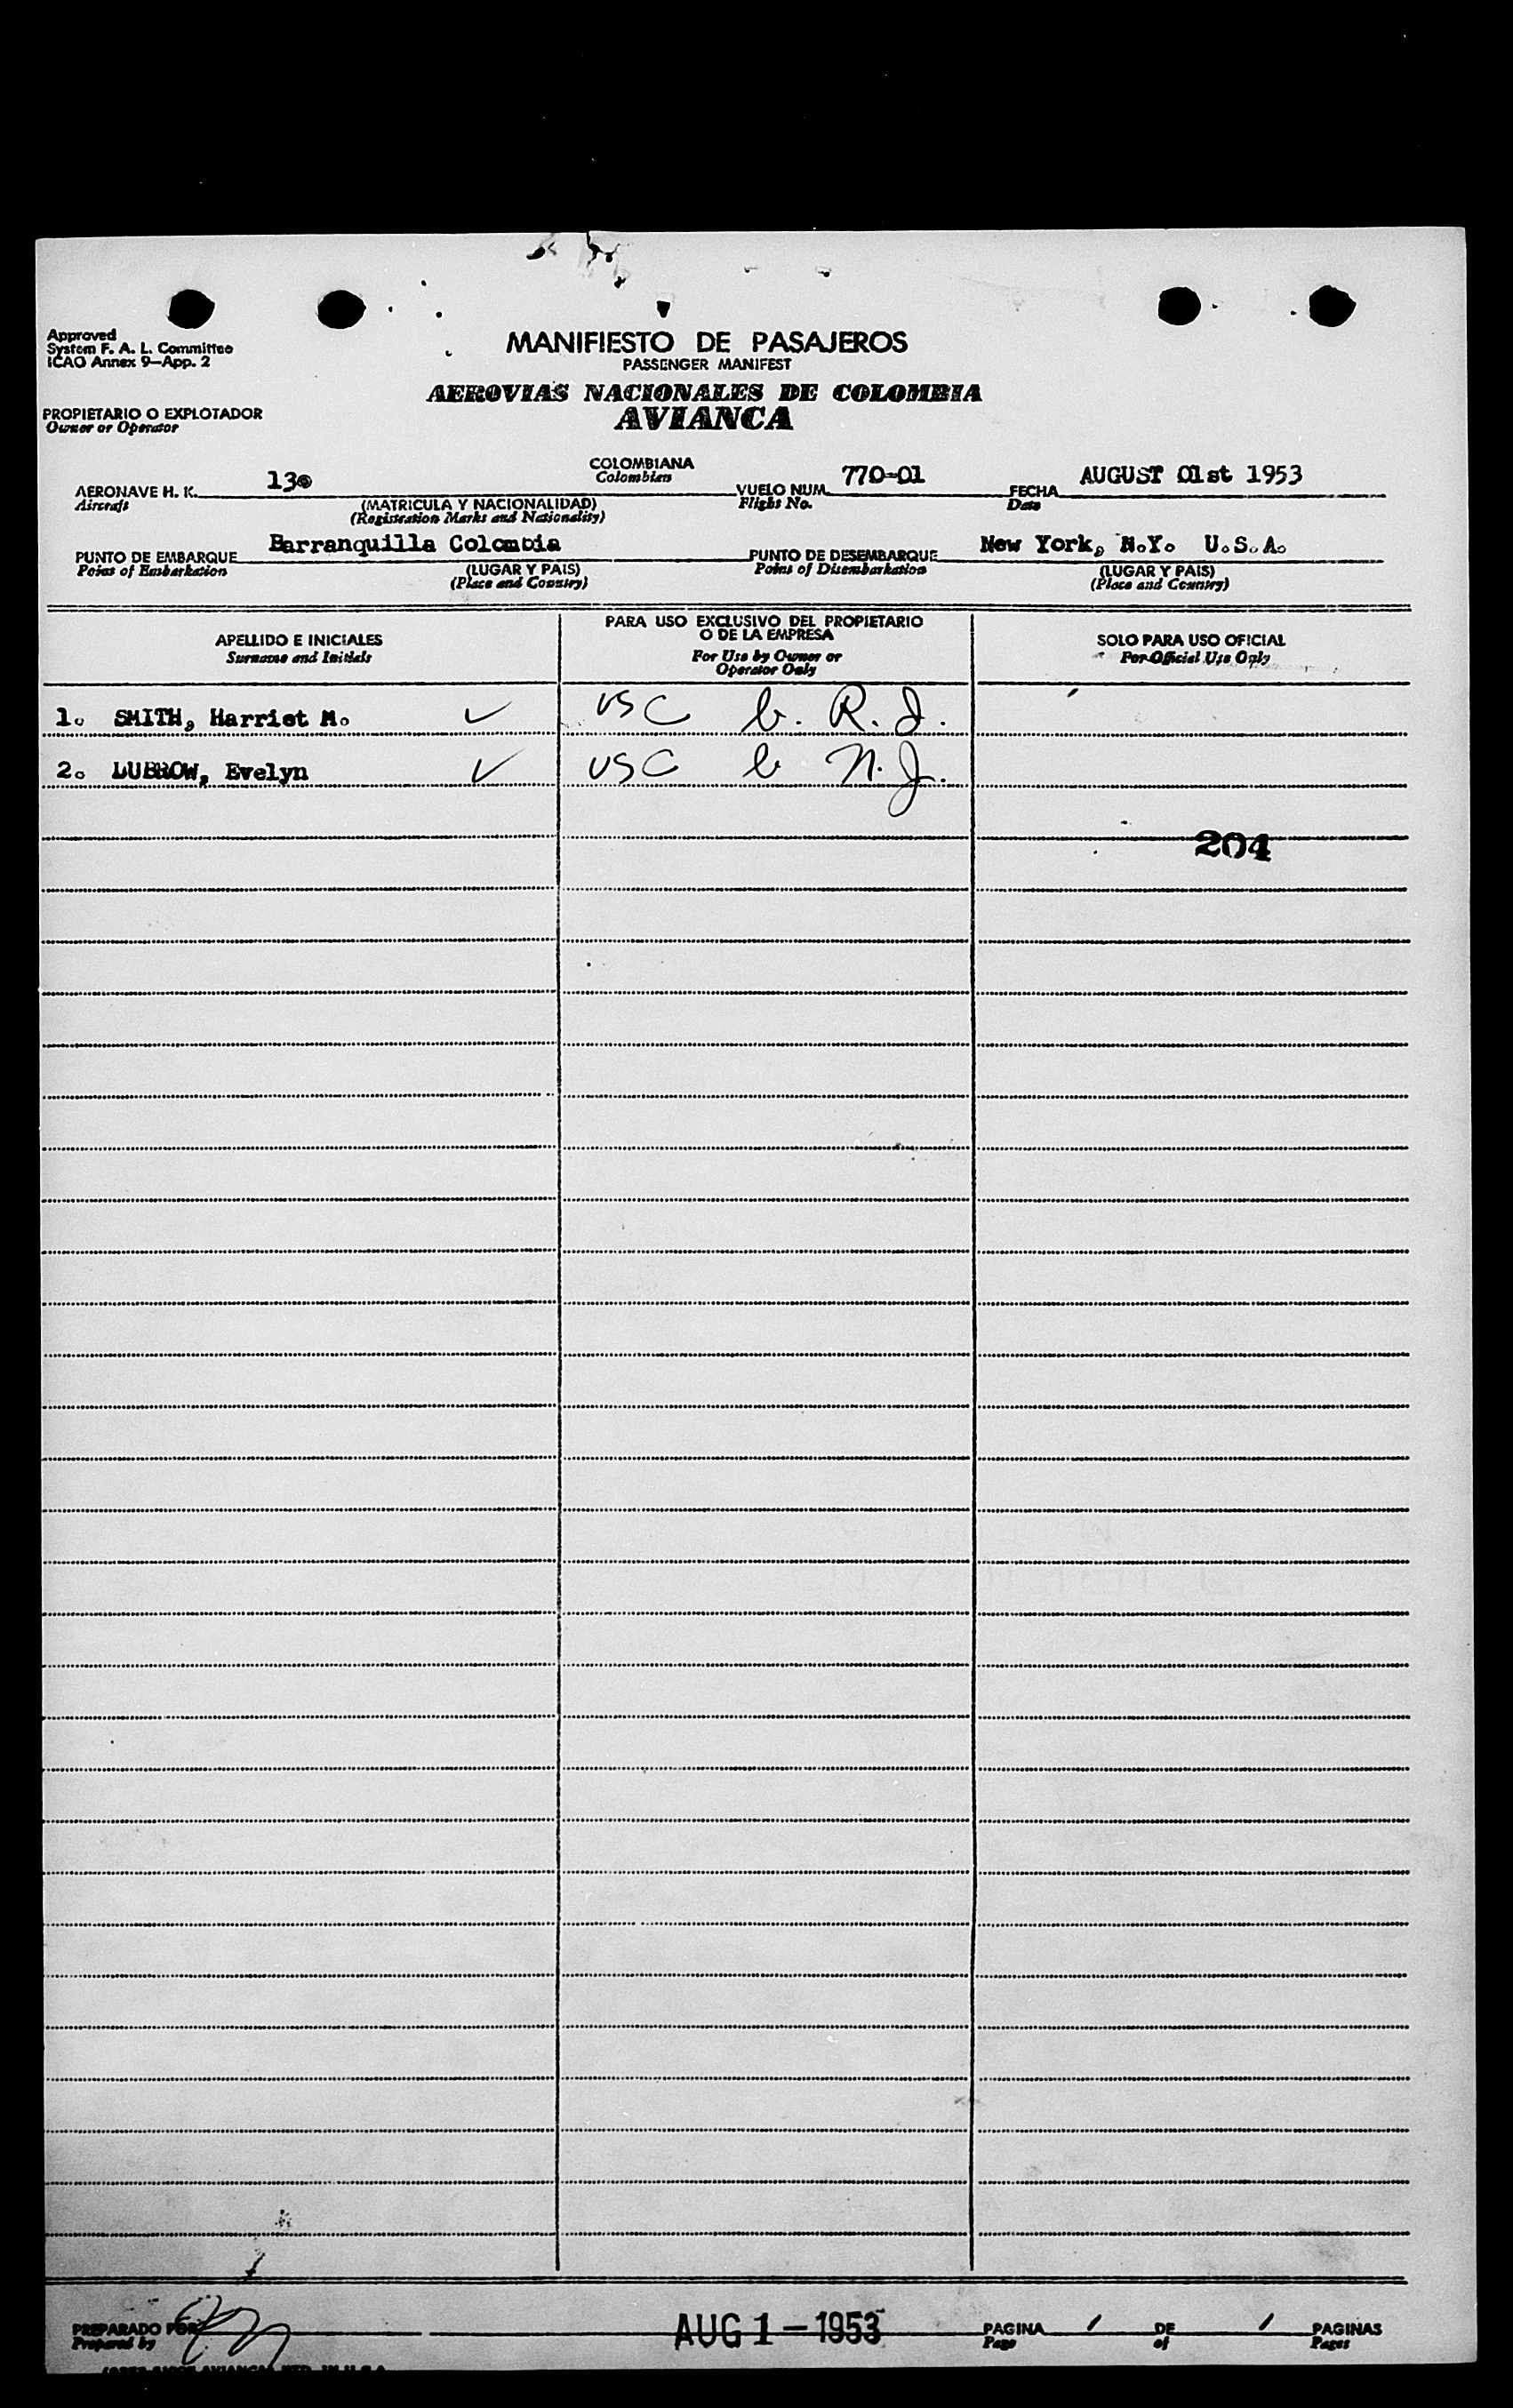 Approved
System F. A. L. Committee
ICAO Annex 9—App. 2
MANIFIESTO DE PASAJEROS
PASSENGER MANIFEST
AEROVIAS NACIONALES DE COLOMBIA
AVIANCA
PROPIETARIO O EXPLOTADOR
Owner or Operator
AERONAVE H. K. COLOMBIANA VUELO NUM. 770-01 FECHA AUGUST 01st 1953
Aircraft Colombian Flight No. Date
(MATRICULA Y NACIONALIDAD)
(Registration Marks and Nationality)
PUNTO DE EMBARQUE Barranquilla Colombia PUNTO DE DESEMBARQUE New York, N.Y. U.S.A.
Point of Embarkation (LUGAR Y PAIS) Point of Disembarkation (LUGAR Y PAIS)
(Place and Country) (Place and Country)
APELLIDO E INICIALES
Surname and Initials
PARA USO EXCLUSIVO DEL PROPIETARIO
O DE LA EMPRESA
For Use by Owner or
Operator Only
SOLO PARA USO OFICIAL
For Official Use Only
1. SMITH, Harriet M. ✓ USC b. R.I.
2. DUBROW, Evelyn ✓ USC b N.J.
204
PREPARADO POR AUG 1 - 1953 PAGINA 1 DE 1 PAGINAS
Prepared by Page of Pages